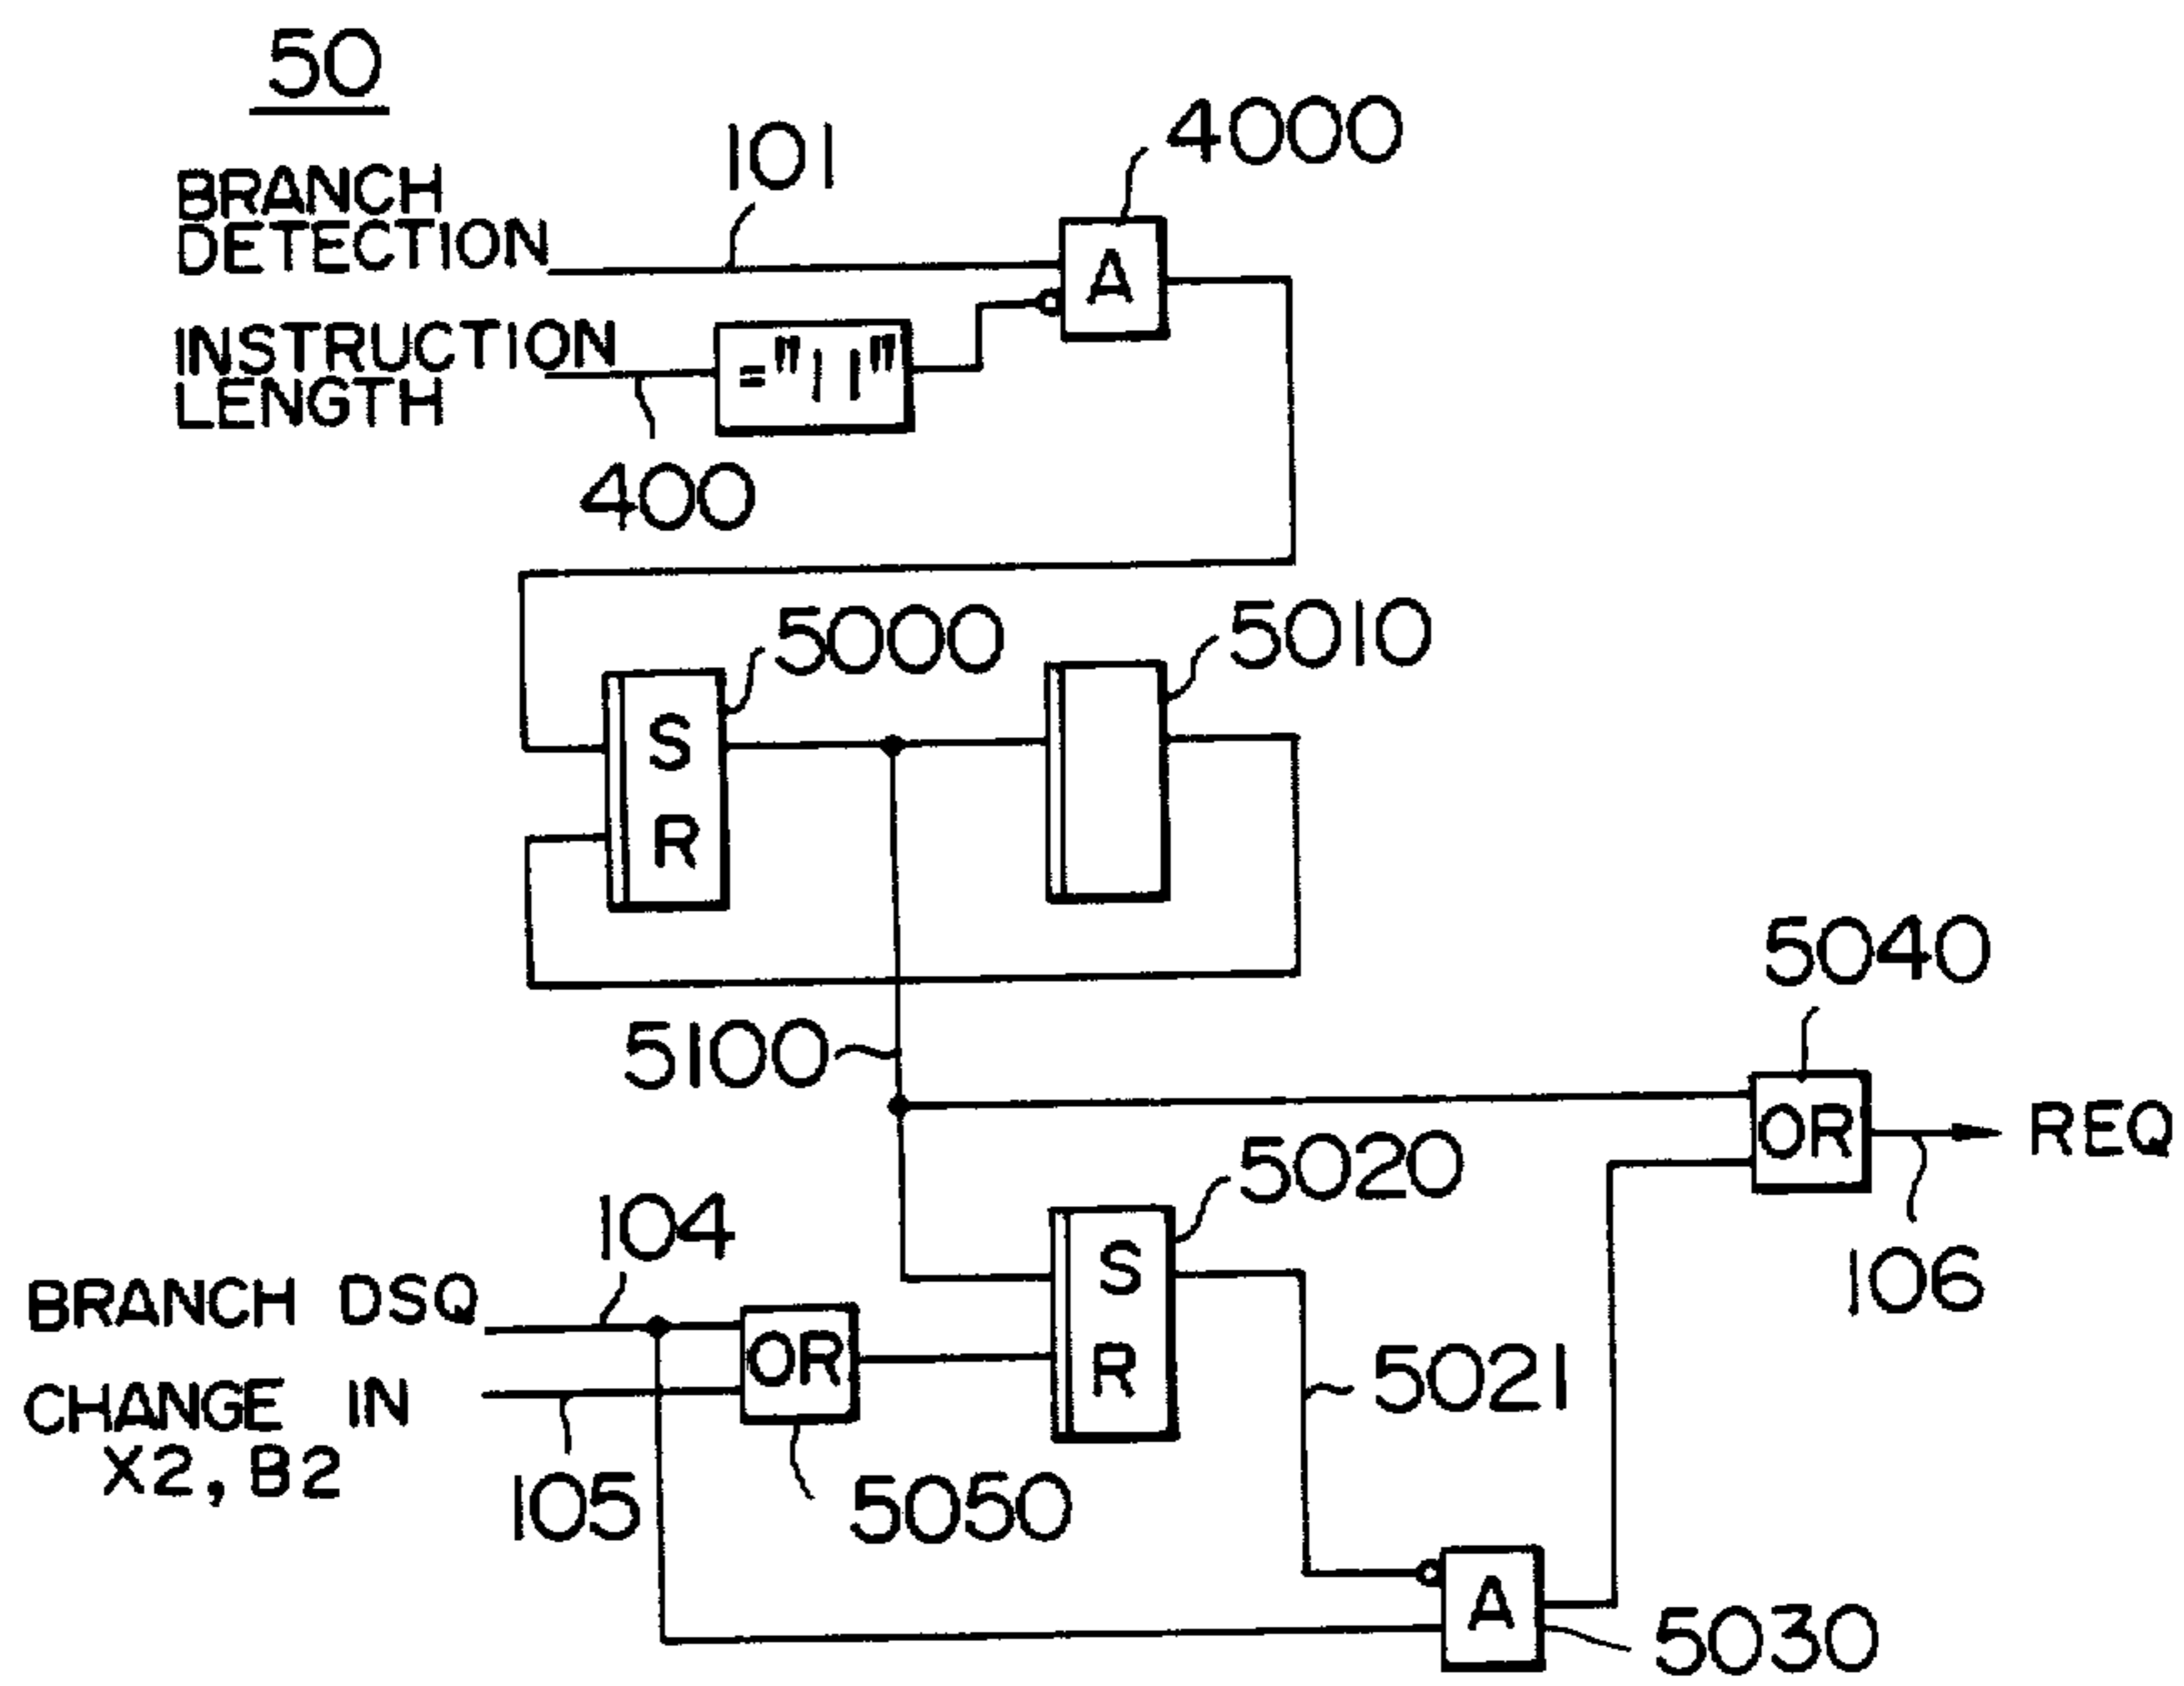 50
101
4000
BRANCH
DETECTION
A
INSTRUCTION
LENGTH
="11"
400
5000
5010
S
R
5040
5100
OR
REQ
5020
104
106
BRANCH DSQ
S
OR
R
5021
CHANGE IN
X2, B2
105
5050
A
5030